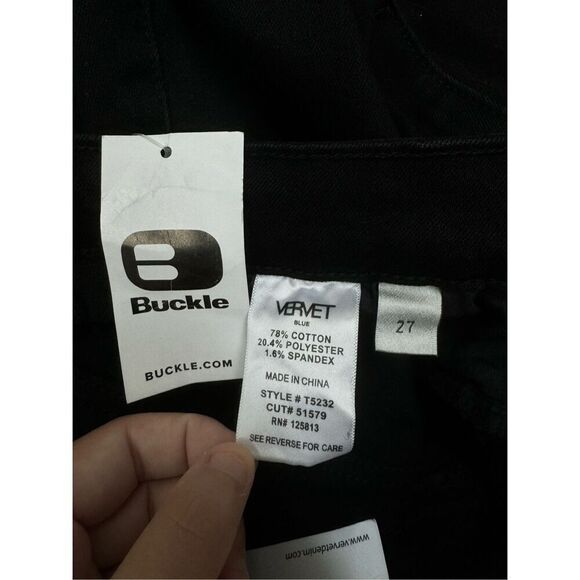 B
Buckle
BUCKLE.COM
VERVET
BLUE
78% COTTON
20.4% POLYESTER
1.6% SPANDEX
MADE IN CHINA
STYLE # T5232
CUT# 51579
RN# 125813
SEE REVERSE FOR CARE
27
www.vervetdenim.com